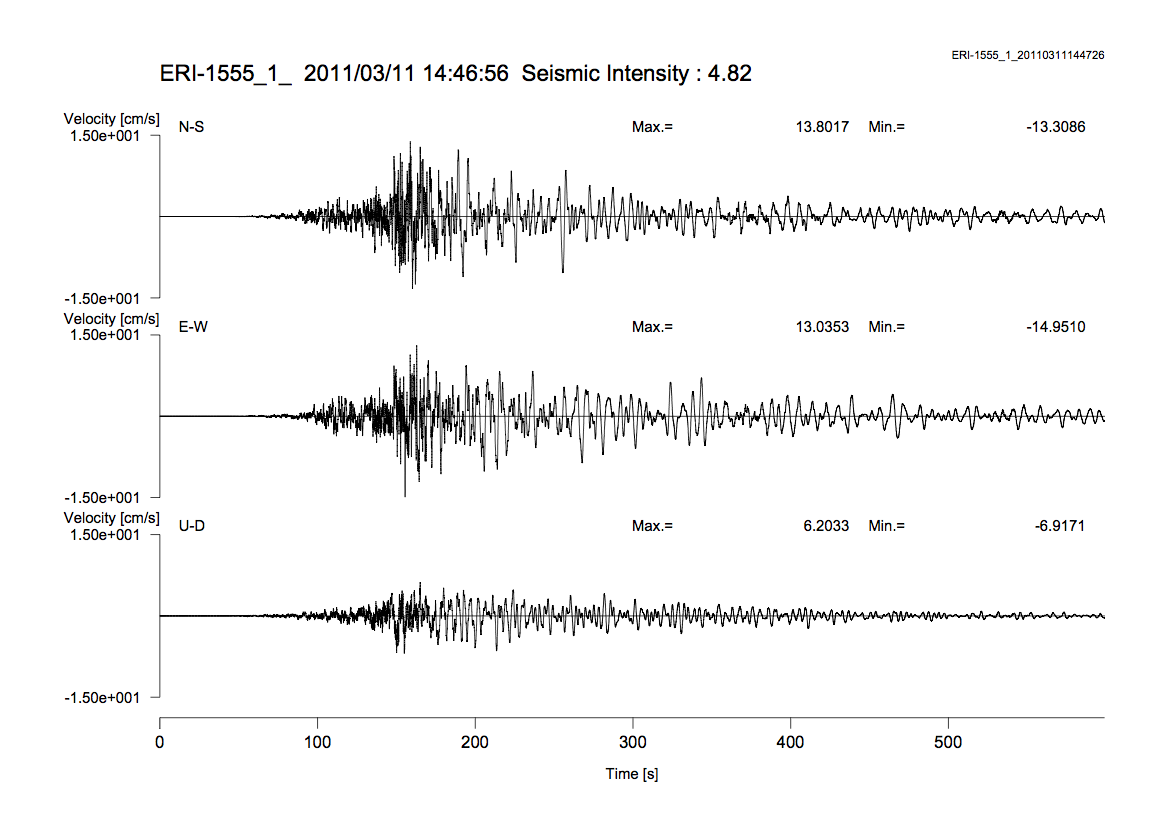 ERI-1555_1_20110311144726
ERI-1555_1_ 2011/03/11 14:46:56 Seismic Intensity : 4.82
Velocity [cm/s]
1.50e+001
N-S Max.= 13.8017 Min.= -13.3086
-1.50e+001
Velocity [cm/s]
1.50e+001
E-W Max.= 13.0353 Min.= -14.9510
-1.50e+001
Velocity [cm/s]
1.50e+001
U-D Max.= 6.2033 Min.= -6.9171
-1.50e+001
0 100 200 300 400 500
Time [s]